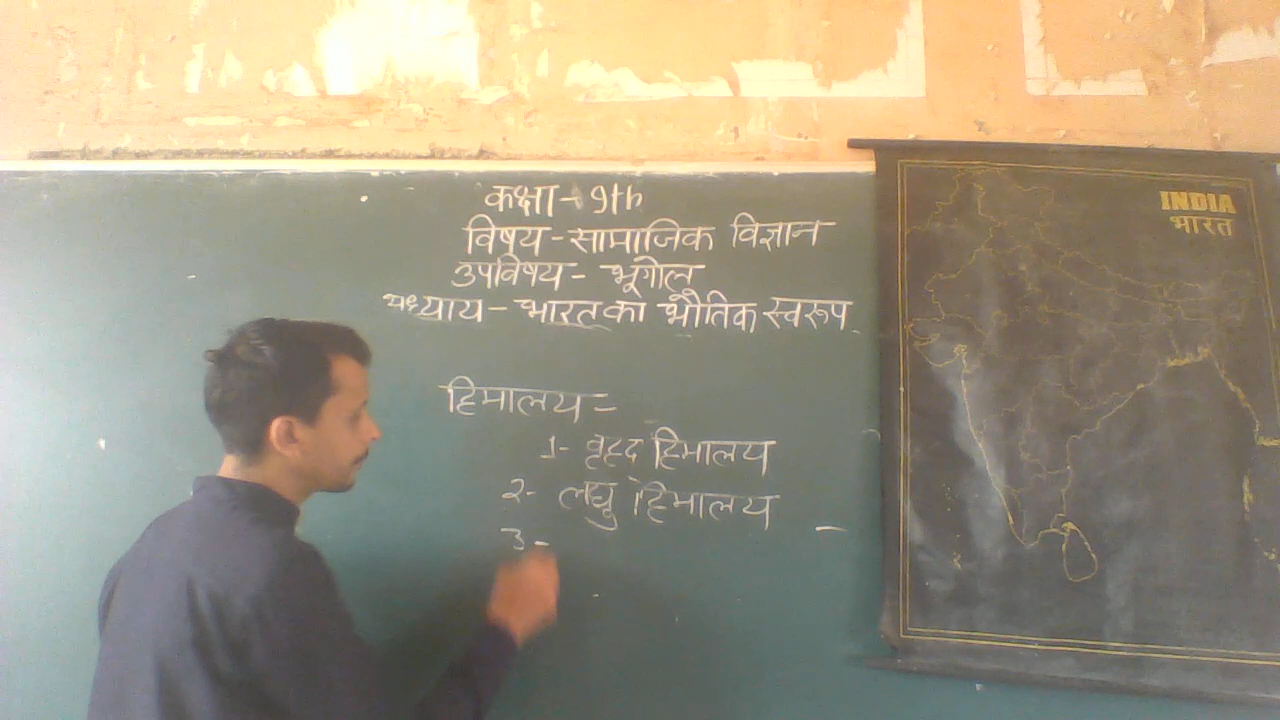 कक्षा - 9th
विषय - सामाजिक विज्ञान
उपविषय - भूगोल
अध्याय - भारत का भौतिक स्वरूप
हिमालय -
1- वृहद हिमालय
2- लघु हिमालय -
3-
INDIA
भारत